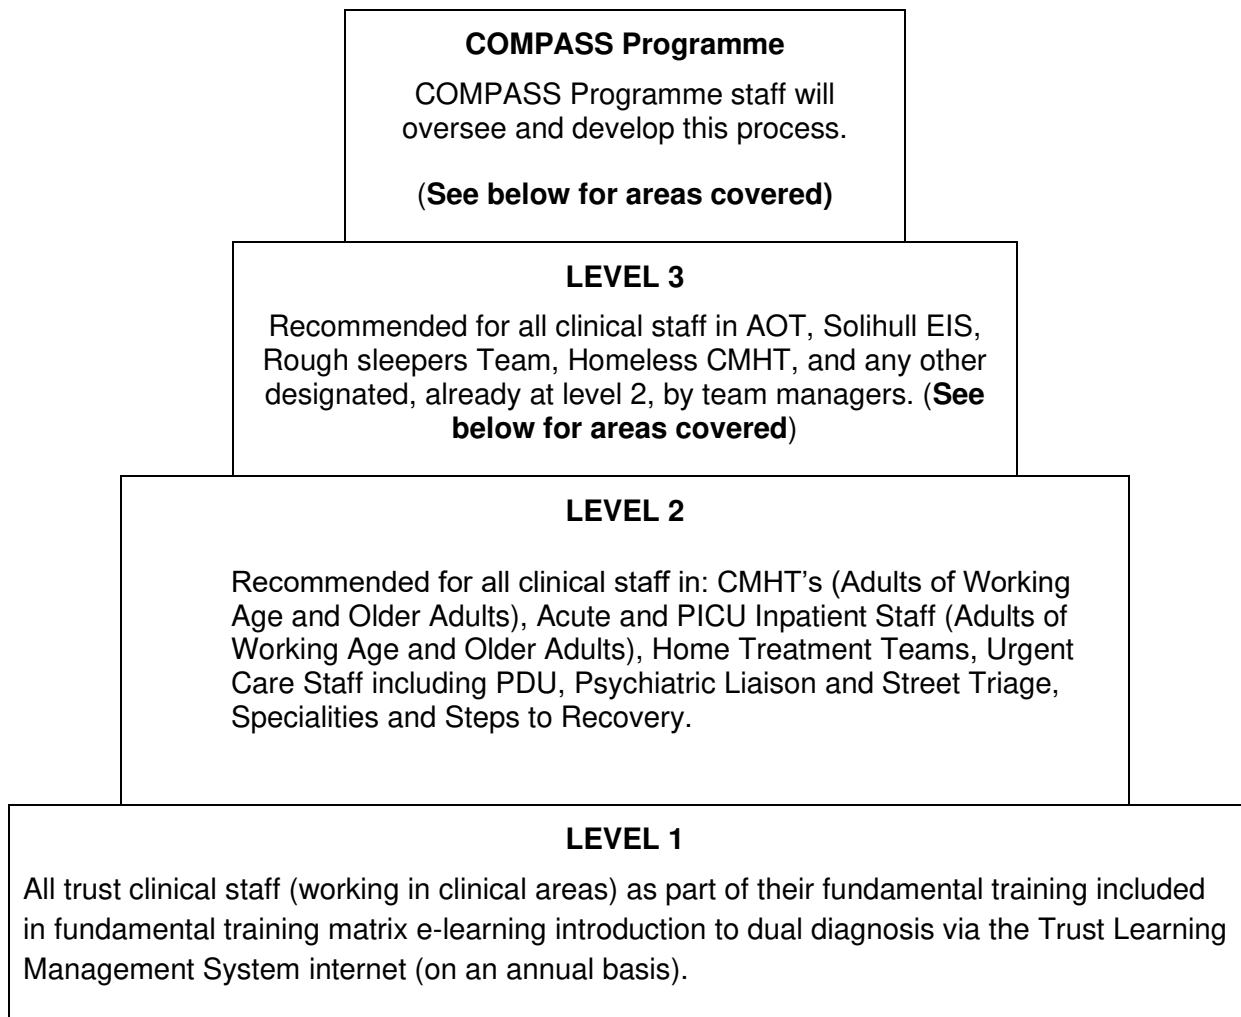 COMPASS Programme
COMPASS Programme staff will
oversee and develop this process.
(See below for areas covered)
LEVEL 3
Recommended for all clinical staff in AOT, Solihull EIS,
Rough sleepers Team, Homeless CMHT, and any other
designated, already at level 2, by team managers. (See
below for areas covered)
LEVEL 2
Recommended for all clinical staff in: CMHT’s (Adults of Working
Age and Older Adults), Acute and PICU Inpatient Staff (Adults of
Working Age and Older Adults), Home Treatment Teams, Urgent
Care Staff including PDU, Psychiatric Liaison and Street Triage,
Specialities and Steps to Recovery.
LEVEL 1
All trust clinical staff (working in clinical areas) as part of their fundamental training included
in fundamental training matrix e-learning introduction to dual diagnosis via the Trust Learning
Management System internet (on an annual basis).